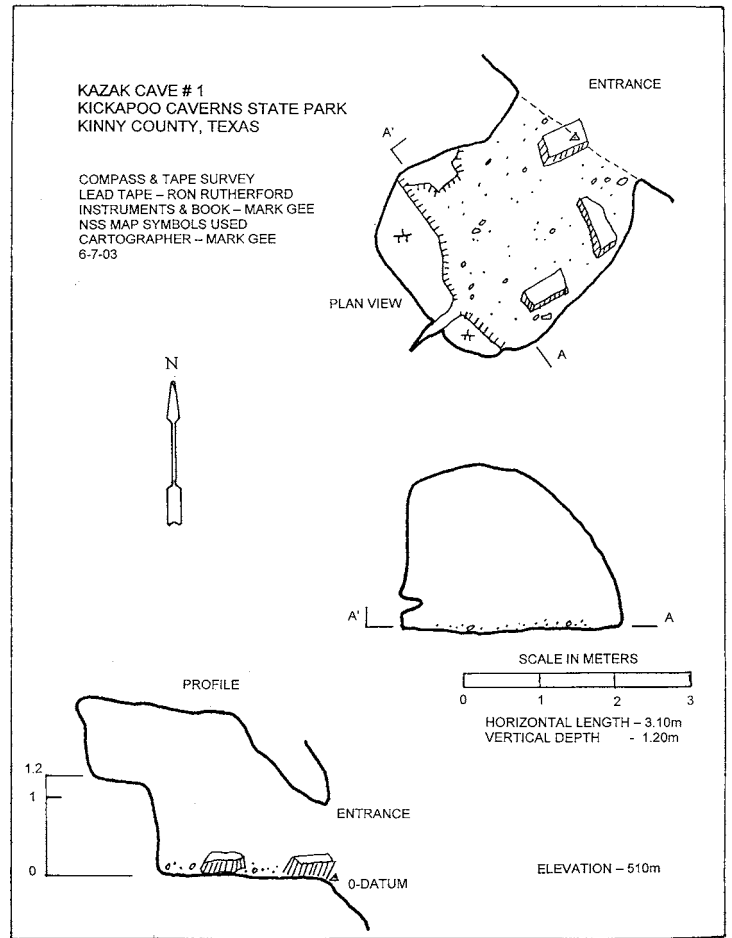 KAZAK CAVE # 1
KICKAPOO CAVERNS STATE PARK
KINNY COUNTY, TEXAS
COMPASS & TAPE SURVEY
LEAD TAPE – RON RUTHERFORD
INSTRUMENTS & BOOK – MARK GEE
NSS MAP SYMBOLS USED
CARTOGRAPHER – MARK GEE
6-7-03
ENTRANCE
A'
PLAN VIEW
A
N
A'
A
SCALE IN METERS
0 1 2 3
HORIZONTAL LENGTH – 3.10m
VERTICAL DEPTH - 1.20m
PROFILE
1.2
1
0
ENTRANCE
0-DATUM
ELEVATION – 510m